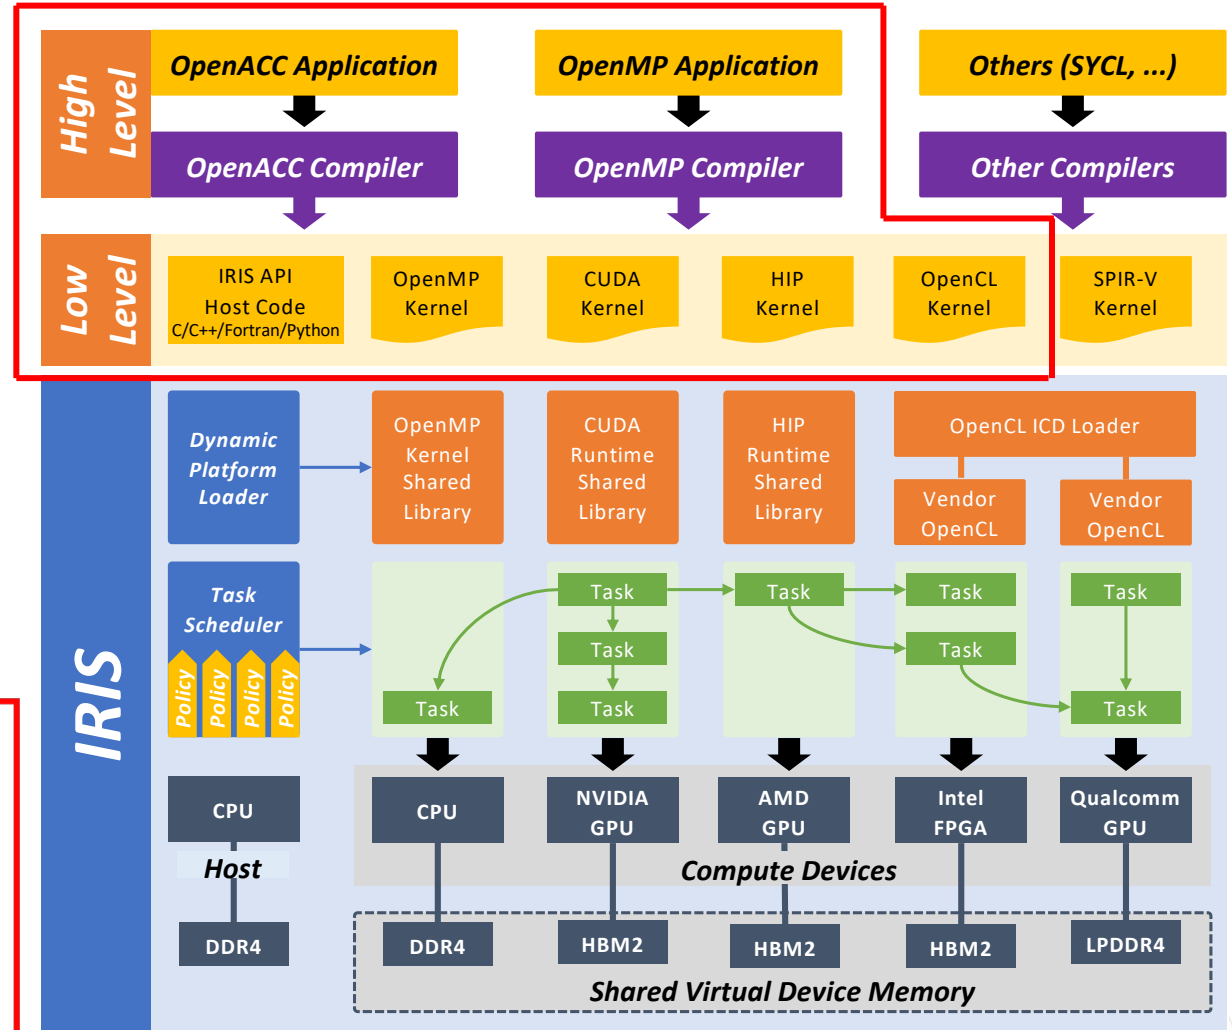 High
Level
OpenACC Application
OpenMP Application
Others (SYCL, ...)
OpenACC Compiler
OpenMP Compiler
Other Compilers
Low
Level
IRIS API
Host Code
C/C++/Fortran/Python
OpenMP
Kernel
CUDA
Kernel
HIP
Kernel
OpenCL
Kernel
SPIR-V
Kernel
IRIS
Dynamic
Platform
Loader
OpenMP
Kernel
Shared
Library
CUDA
Runtime
Shared
Library
HIP
Runtime
Shared
Library
OpenCL ICD Loader
Vendor
OpenCL
Vendor
OpenCL
Task
Scheduler
Policy
Policy
Policy
Policy
Task
Task
Task
Task
Task
Task
Task
Task
Task
CPU
Host
DDR4
CPU
NVIDIA
GPU
AMD
GPU
Intel
FPGA
Qualcomm
GPU
Compute Devices
DDR4
HBM2
HBM2
HBM2
LPDDR4
Shared Virtual Device Memory